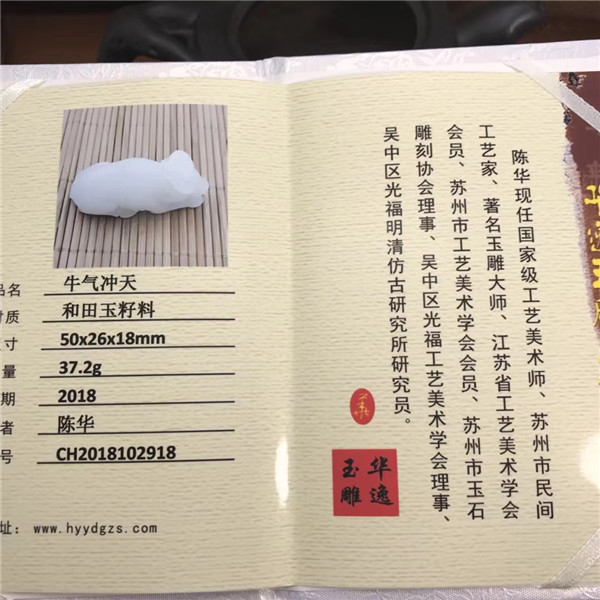 品名 牛气冲天
材质 和田玉籽料
尺寸 50x26x18mm
量 37.2g
期 2018
者 陈华
号 CH2018102918
址：www.hyydgzs.com
陈华现任国家级工艺美术师、苏州市民间
工艺家、著名玉雕大师、江苏省工艺美术学会
会员、苏州市工艺美术学会会员、苏州市玉石
雕刻协会理事、吴中区光福工艺美术学会理事、
吴中区光福明清仿古研究所研究员。
华逸
玉雕